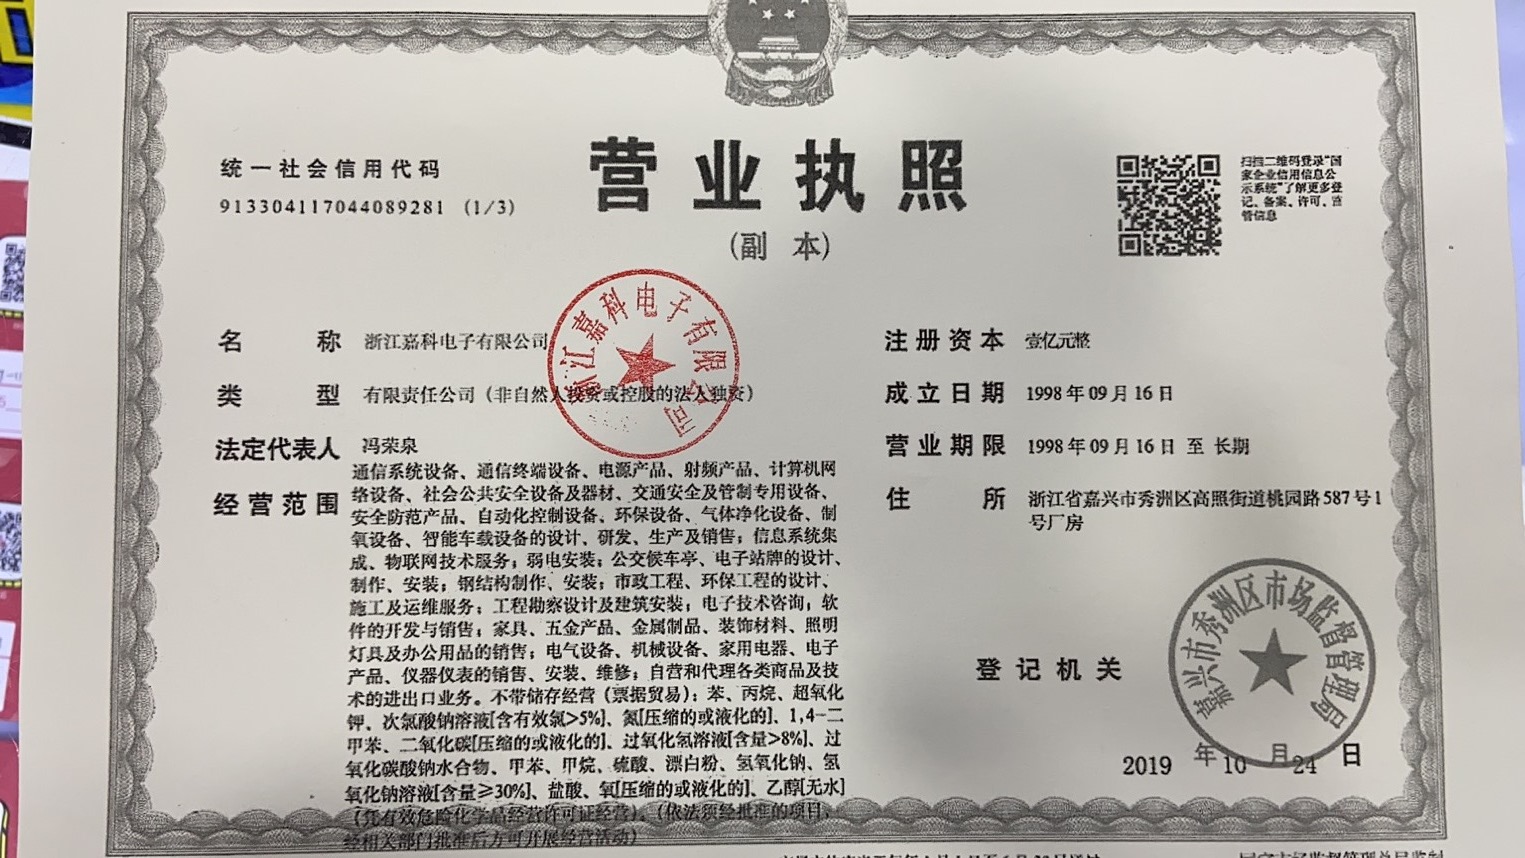 营业执照
(副 本)
统一社会信用代码
913304117044089281 (1/3)
扫描二维码登录“国
家企业信用信息公
示系统”了解更多登
记、备案、许可、监
管信息
名 称 浙江嘉科电子有限公司
类 型 有限责任公司（非自然人投资或控股的法人独资）
法定代表人 冯荣泉
经营范围
通信系统设备、通信终端设备、电源产品、射频产品、计算机网
络设备、社会公共安全设备及器材、交通安全及管制专用设备、
安全防范产品、自动化控制设备、环保设备、气体净化设备、制
氧设备、智能车载设备的设计、研发、生产及销售；信息系统集
成、物联网技术服务；弱电安装；公交候车亭、电子站牌的设计、
制作、安装；钢结构制作、安装；市政工程、环保工程的设计、
施工及运维服务；工程勘察设计及建筑安装；电子技术咨询；软
件的开发与销售；家具、五金产品、金属制品、装饰材料、照明
灯具及办公用品的销售；电气设备、机械设备、家用电器、电子
产品、仪器仪表的销售、安装、维修；自营和代理各类商品及技
术的进出口业务。不带储存经营（票据贸易）：苯、丙烷、超氧化
钾、次氯酸钠溶液[含有效氯>5%]、氮[压缩的或液化的]、1,4-二
甲苯、二氧化碳[压缩的或液化的]、过氧化氢溶液[含量>8%]、过
氧化碳酸钠水合物、甲苯、甲烷、硫酸、漂白粉、氢氧化钠、氢
氧化钠溶液[含量≥30%]、盐酸、氧[压缩的或液化的]、乙醇[无水]
（凭有效危险化学品经营许可证经营）。（依法须经批准的项目，
经相关部门批准后方可开展经营活动）
浙江嘉科电子有限公司
注册资本 壹亿元整
成立日期 1998年09月16日
营业期限 1998年09月16日 至 长期
住 所 浙江省嘉兴市秀洲区高照街道桃园路587号1
号厂房
登记机关
嘉兴市秀洲区市场监督管理局
2019 年 10 月 24 日